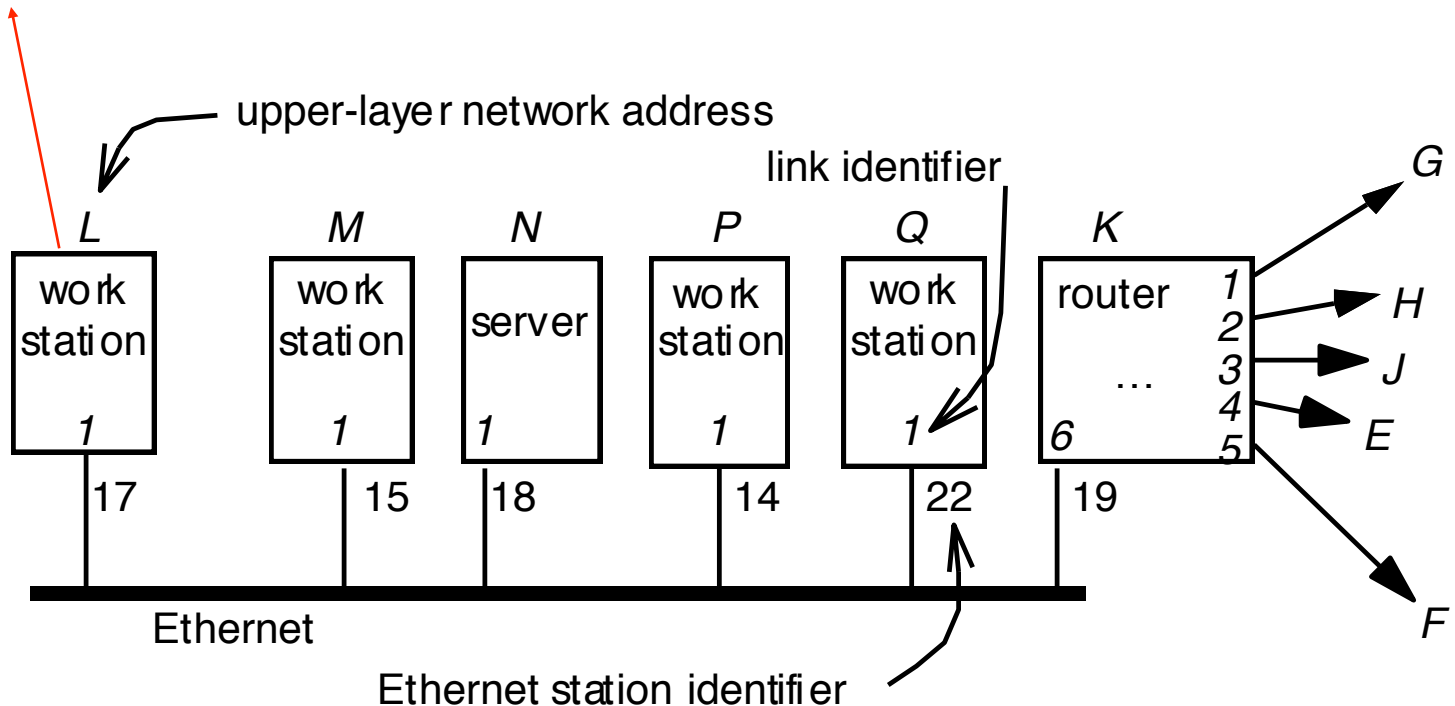 upper-layer network address
link identifier
G
L
M
N
P
Q
K
work
station
1
work
station
1
server
1
work
station
1
work
station
1
router
...
6
1
2
3
4
5
H
J
E
F
17
15
18
14
22
19
Ethernet
Ethernet station identifier